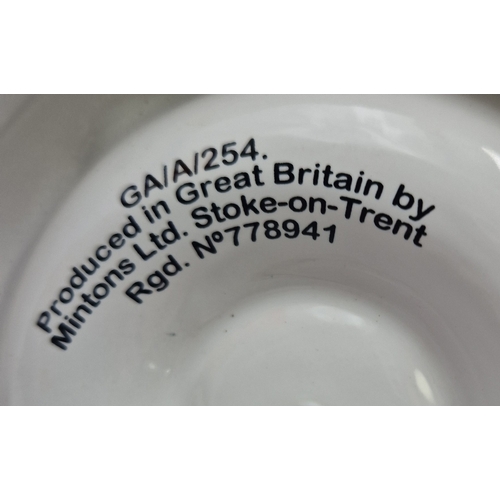 GA/A/254.
Produced in Great Britain by
Mintons Ltd. Stoke-on-Trent
Rgd. Nº778941